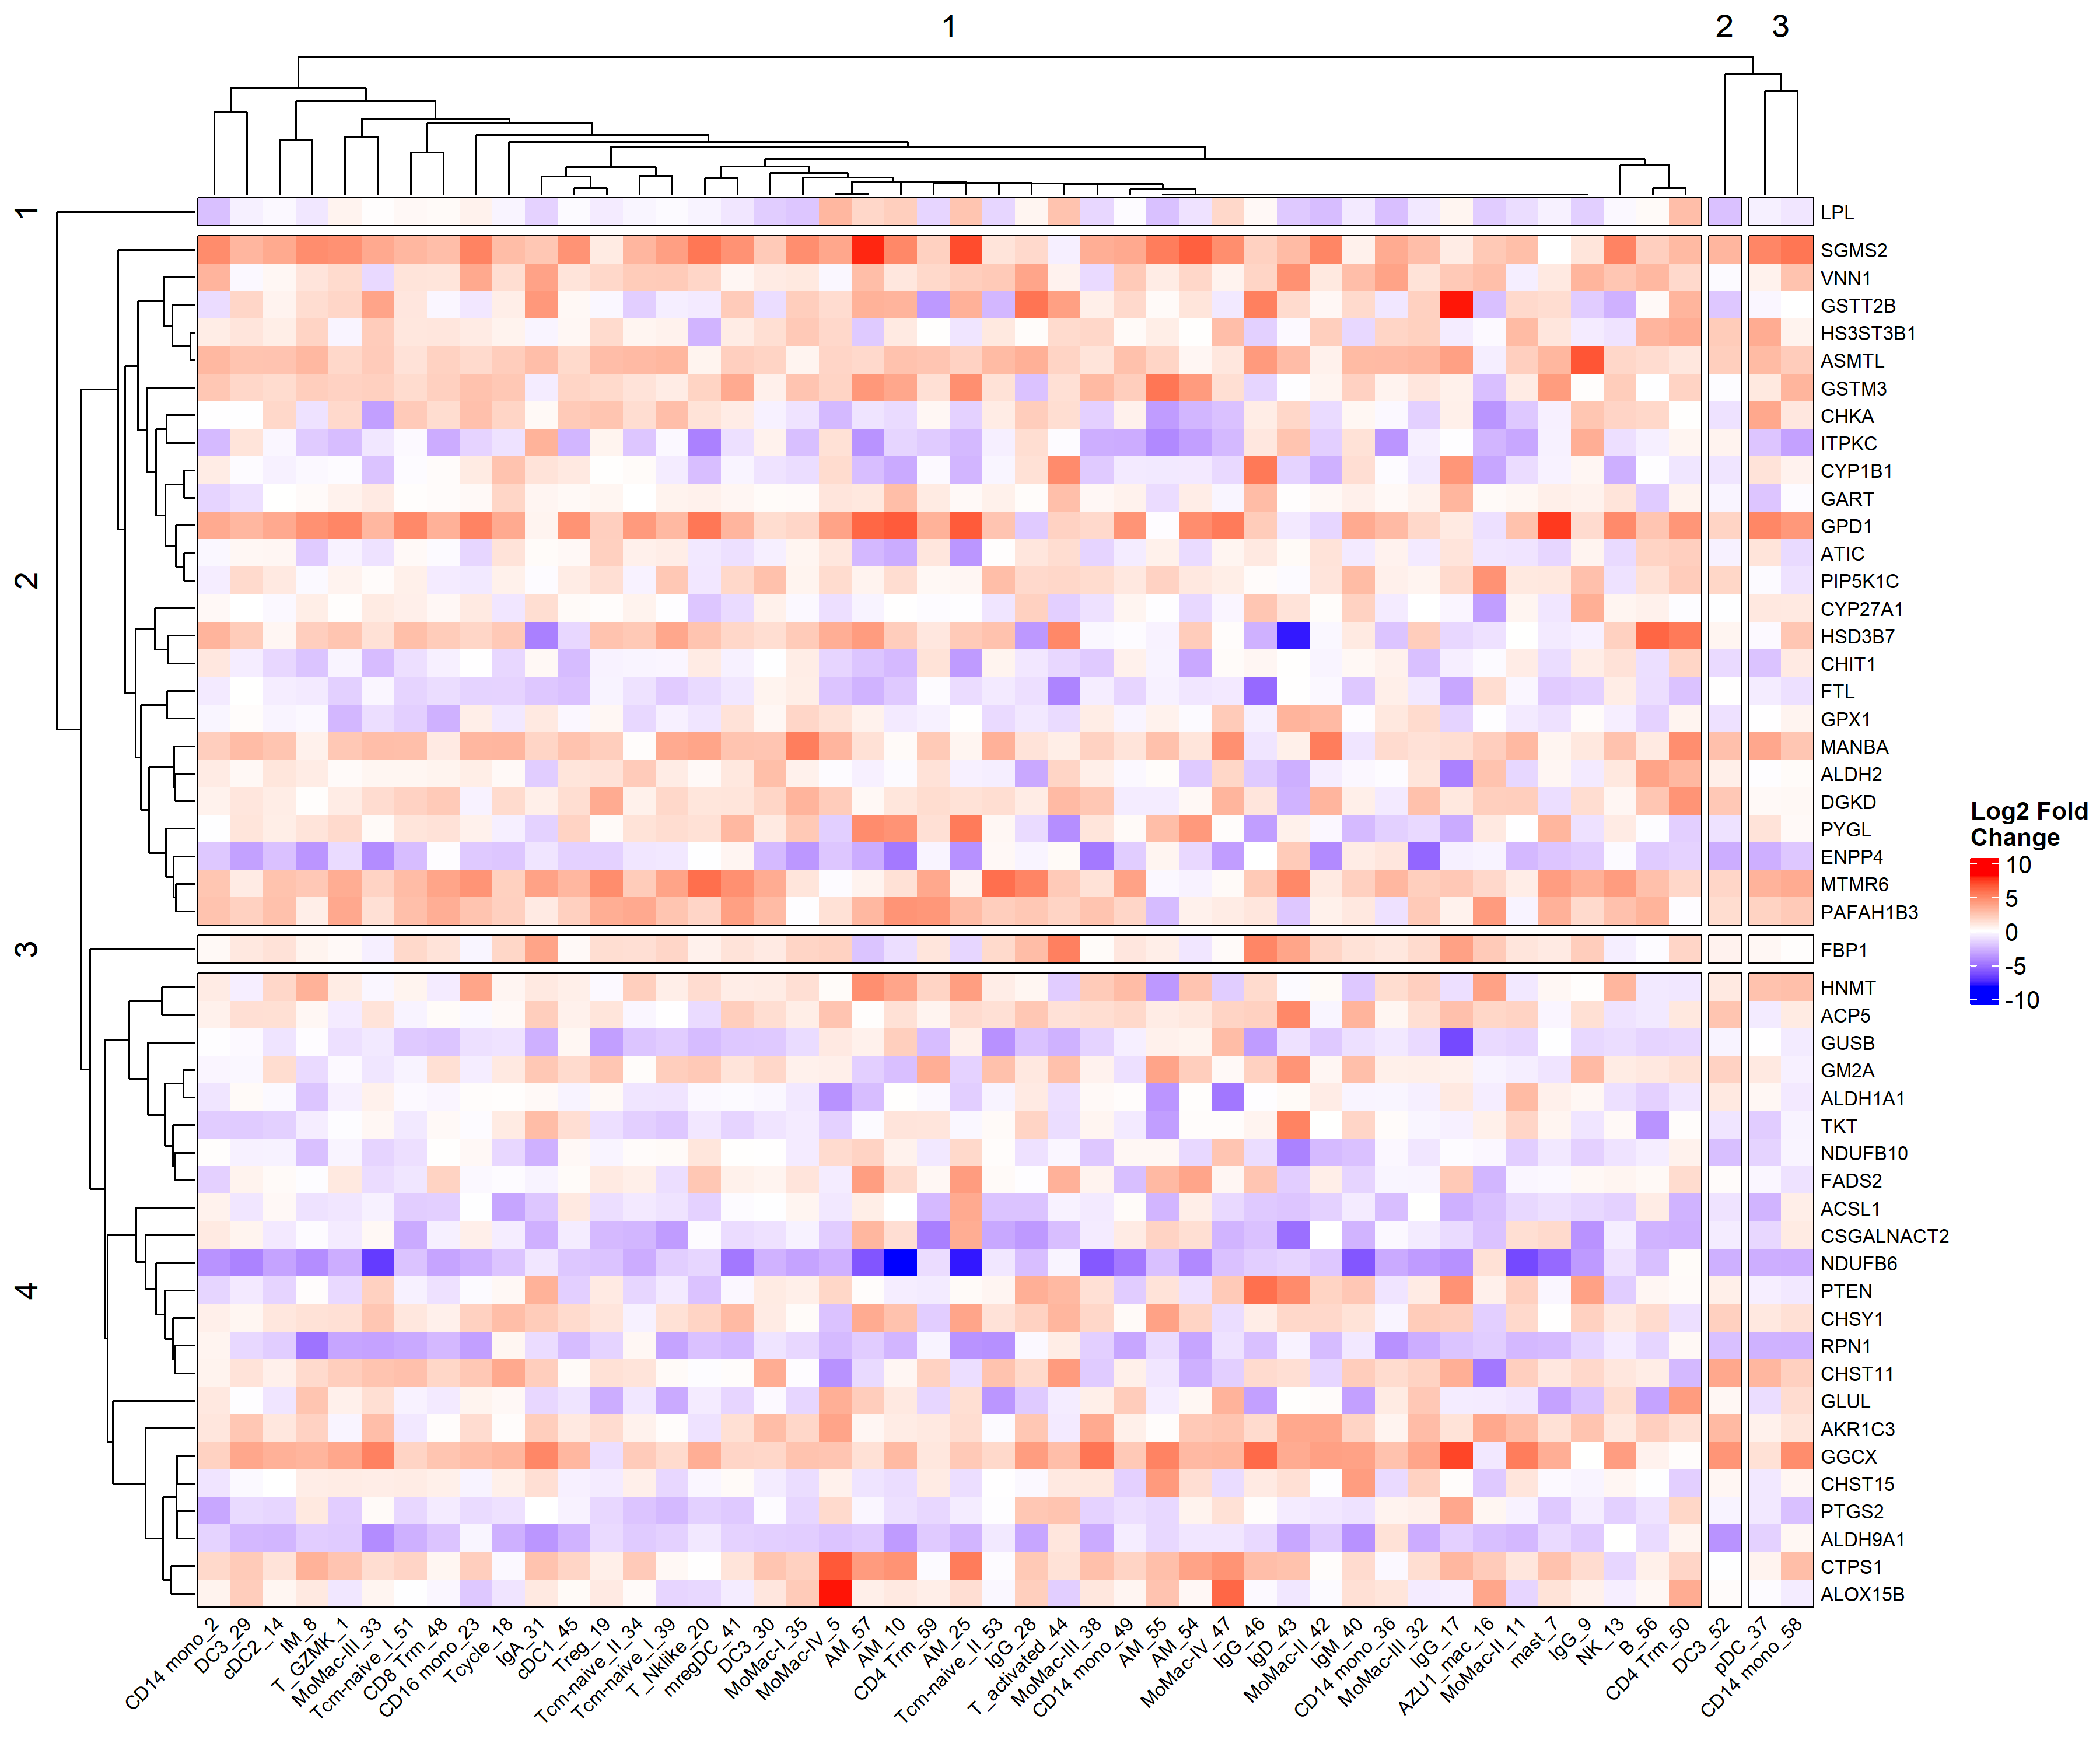 1
2
3
1
LPL
2
SGMS2
VNN1
GSTT2B
HS3ST3B1
ASMTL
GSTM3
CHKA
ITPKC
CYP1B1
GART
GPD1
ATIC
PIP5K1C
CYP27A1
HSD3B7
CHIT1
FTL
GPX1
MANBA
ALDH2
DGKD
PYGL
ENPP4
MTMR6
PAFAH1B3
3
FBP1
4
HNMT
ACP5
GUSB
GM2A
ALDH1A1
TKT
NDUFB10
FADS2
ACSL1
CSGALNACT2
NDUFB6
PTEN
CHSY1
RPN1
CHST11
GLUL
AKR1C3
GGCX
CHST15
PTGS2
ALDH9A1
CTPS1
ALOX15B
CD14 mono_2
DC3_29
cDC2_14
IM_8
T_GZMK_1
MoMac-III_33
Tcm-naive_I_51
CD8 Trm_48
CD16 mono_23
Tcycle_18
IgA_31
cDC1_45
Treg_19
Tcm-naive_II_34
Tcm-naive_I_39
T_Nklike_20
mregDC_41
DC3_30
MoMac-I_35
MoMac-IV_5
AM_57
AM_10
CD4 Trm_59
AM_25
Tcm-naive_II_53
IgG_28
T_activated_44
MoMac-III_38
CD14 mono_49
AM_55
AM_54
MoMac-IV_47
IgG_46
IgD_43
MoMac-II_42
IgM_40
CD14 mono_36
MoMac-III_32
IgG_17
AZU1_mac_16
MoMac-II_11
mast_7
IgG_9
NK_13
B_56
CD4 Trm_50
DC3_52
pDC_37
CD14 mono_58
Log2 Fold
Change
10
5
0
-5
-10